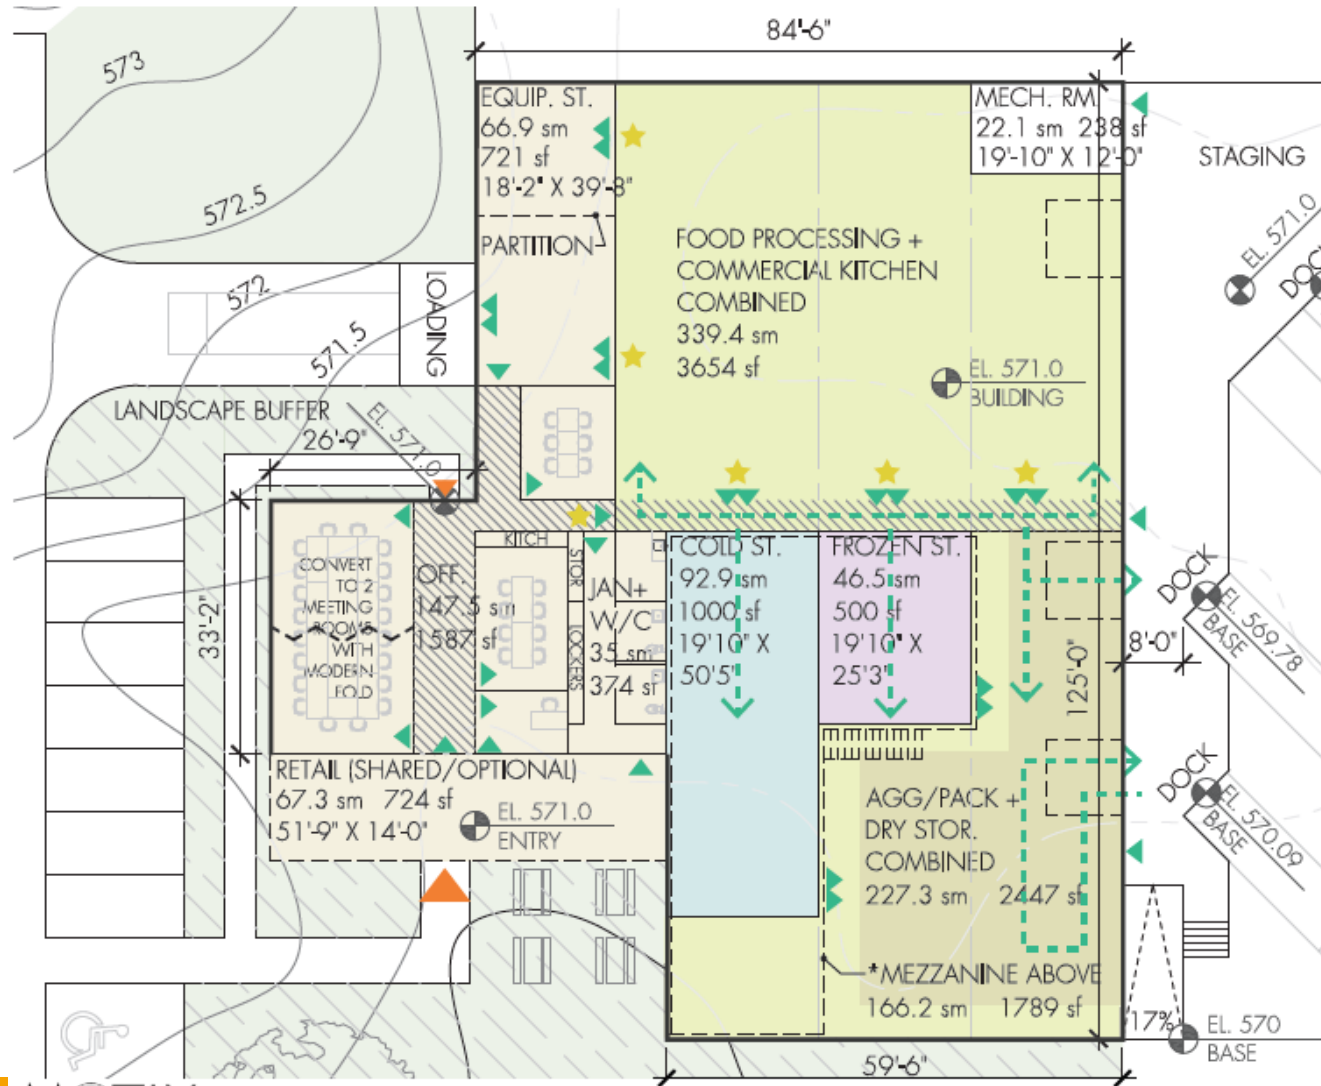 84'-6"
573
EQUIP. ST.
66.9 sm
721 sf
18'-2" X 39'-8"
PARTITION
MECH. RM.
22.1 sm 238 sf
19'-10" X 12'-0"
STAGING
572.5
EL. 571.0
DOCK
FOOD PROCESSING +
COMMERCIAL KITCHEN
COMBINED
339.4 sm
3654 sf
572
LOADING
571.5
EL. 571.0
BUILDING
LANDSCAPE BUFFER
26'-9"
EL. 571.0
KITCH
STOR
LOCKERS
CONVERT
TO 2
MEETING
ROOMS
WITH
MODERN
FOLD
OFF.
147.5 sm
1587 sf
JAN+
W/C
35 sm
374 sf
COLD ST.
92.9 sm
1000 sf
19'10" X
50'5"
FROZEN ST.
46.5 sm
500 sf
19'10" X
25'3"
33'-2"
125'-0"
DOCK
EL. 569.78
BASE
8'-0"
RETAIL (SHARED/OPTIONAL)
67.3 sm 724 sf
51'-9" X 14'-0"
EL. 571.0
ENTRY
AGG/PACK +
DRY STOR.
COMBINED
227.3 sm 2447 sf
DOCK
EL. 570.09
BASE
*MEZZANINE ABOVE
166.2 sm 1789 sf
17%
EL. 570
BASE
59'-6"